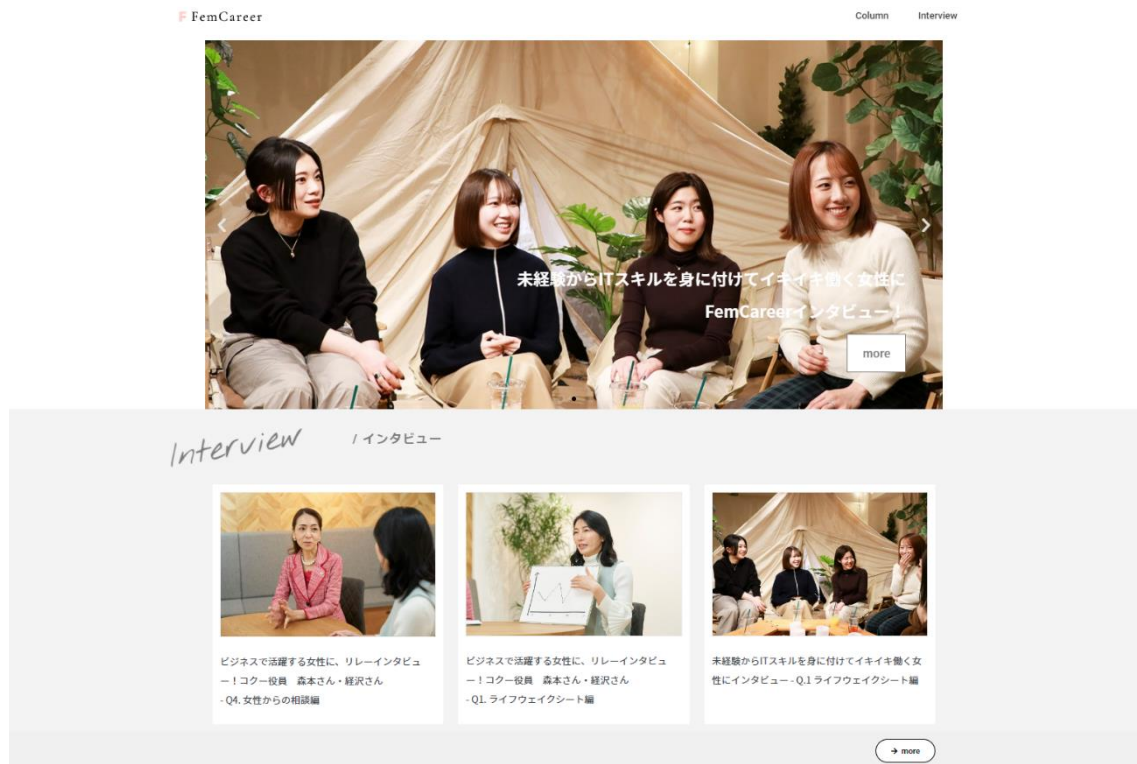 F FemCareer
Column Interview
未経験からITスキルを身に付けてイキイキ働く女性に
FemCareerインタビュー！
more
Interview / インタビュー
ビジネスで活躍する女性に、リレーインタビュ
ー！コクー役員　森本さん・経沢さん
- Q4. 女性からの相談編
ビジネスで活躍する女性に、リレーインタビュ
ー！コクー役員　森本さん・経沢さん
- Q1. ライフウェイクシート編
未経験からITスキルを身に付けてイキイキ働く女
性にインタビュー - Q.1 ライフウェイクシート編
→ more